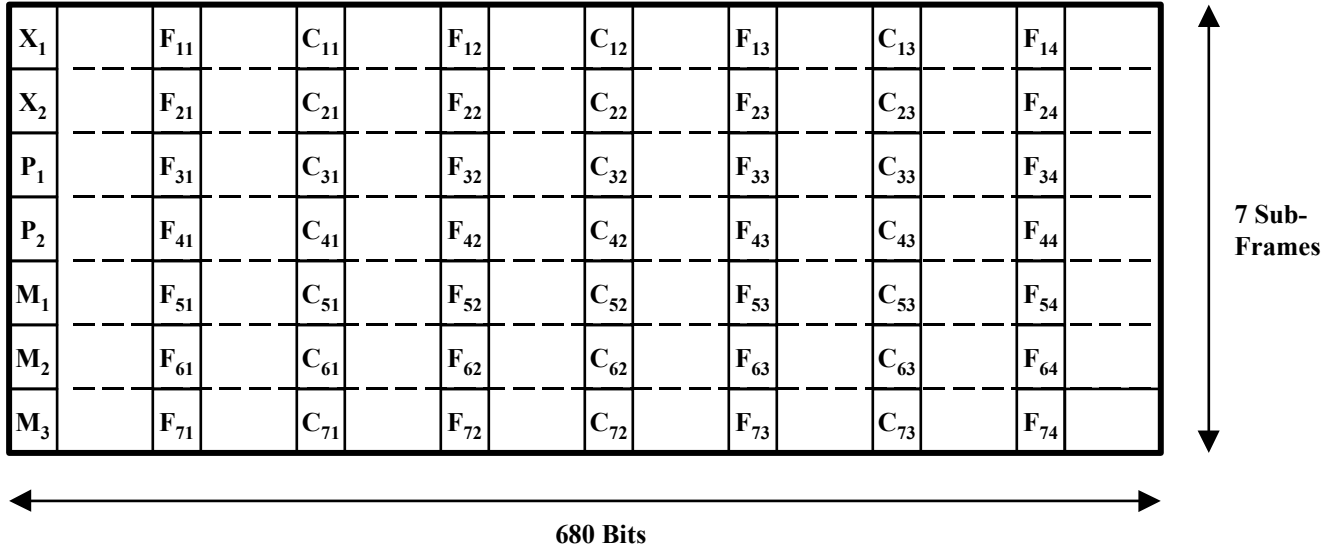 X₁ F₁₁ C₁₁ F₁₂ C₁₂ F₁₃ C₁₃ F₁₄
X₂ F₂₁ C₂₁ F₂₂ C₂₂ F₂₃ C₂₃ F₂₄
P₁ F₃₁ C₃₁ F₃₂ C₃₂ F₃₃ C₃₃ F₃₄
P₂ F₄₁ C₄₁ F₄₂ C₄₂ F₄₃ C₄₃ F₄₄
M₁ F₅₁ C₅₁ F₅₂ C₅₂ F₅₃ C₅₃ F₅₄
M₂ F₆₁ C₆₁ F₆₂ C₆₂ F₆₃ C₆₃ F₆₄
M₃ F₇₁ C₇₁ F₇₂ C₇₂ F₇₃ C₇₃ F₇₄
7 Sub-
Frames
680 Bits